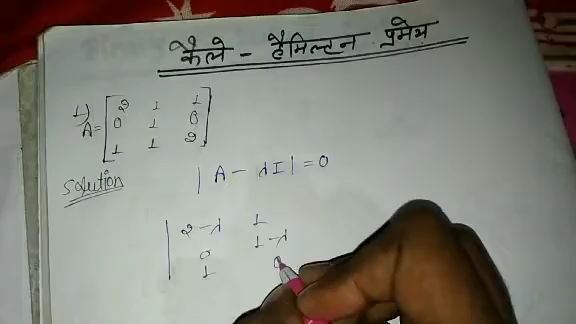 कैले - हैमिल्टन प्रमेय
1) A = [ 2 1 1
0 1 0
1 1 2 ]
Solution
|A - λI| = 0
| 2-λ 1
0 1-λ
1